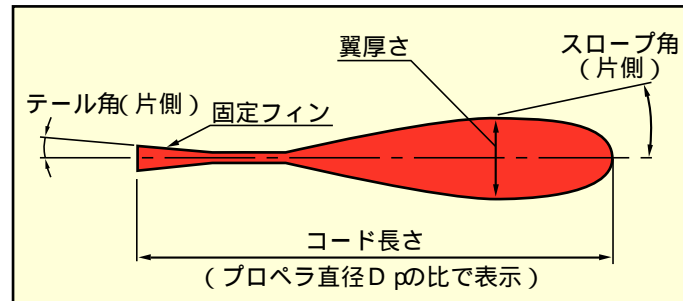 翼厚さ
スロープ角
(片側)
テール角(片側)
固定フィン
コード長さ
(プロペラ直径Dpの比で表示)